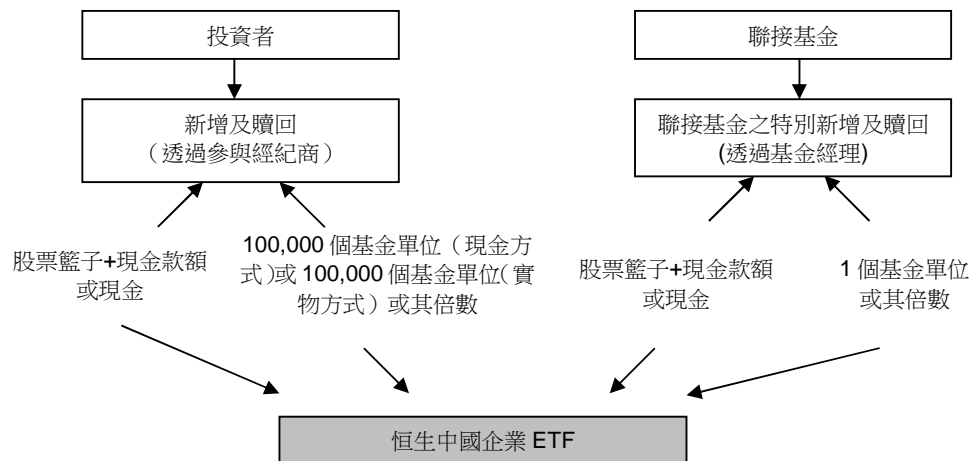 投資者
聯接基金
新增及贖回
（透過參與經紀商）
聯接基金之特別新增及贖回
(透過基金經理)
股票籃子+現金款額
或現金
100,000 個基金單位（現金方
式）或 100,000 個基金單位（實
物方式）或其倍數
股票籃子+現金款額
或現金
1 個基金單位
或其倍數
恒生中國企業 ETF